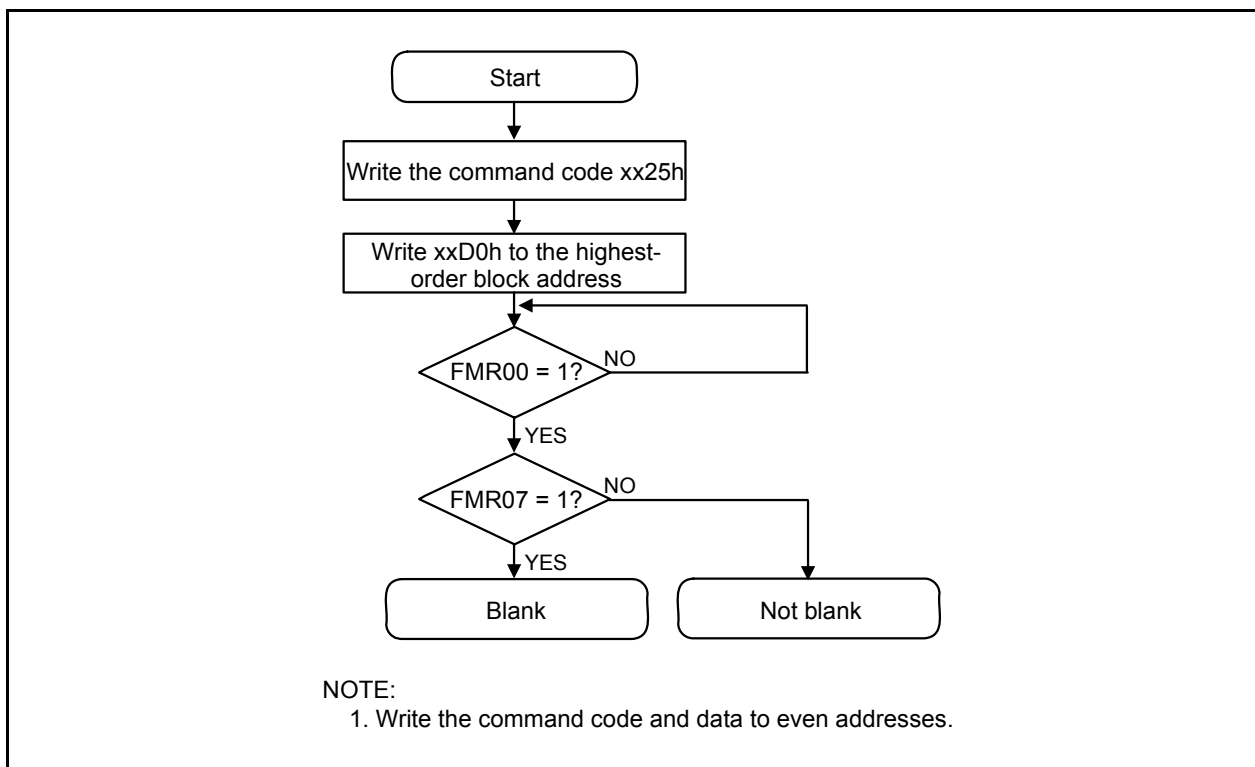 Start
Write the command code xx25h
Write xxD0h to the highest-
order block address
FMR00 = 1?
NO
YES
FMR07 = 1?
NO
YES
Blank
Not blank
NOTE:
1. Write the command code and data to even addresses.